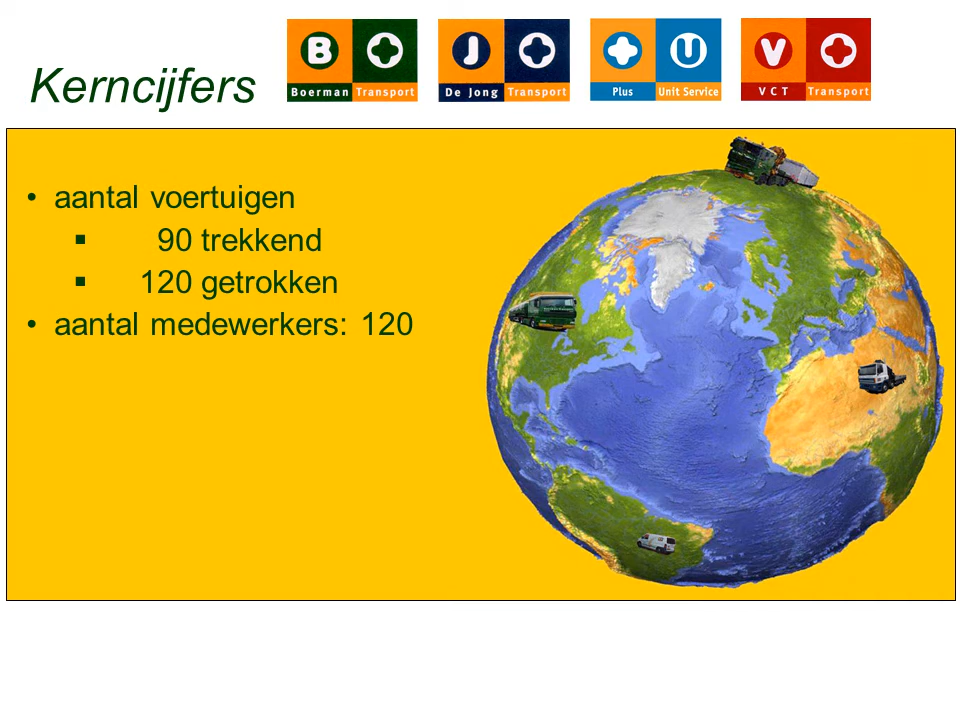 Kerncijfers
B
Boerman Transport
J
De Jong Transport
U
Plus Unit Service
V
VCT Transport
• aantal voertuigen
▪ 90 trekkend
▪ 120 getrokken
• aantal medewerkers: 120